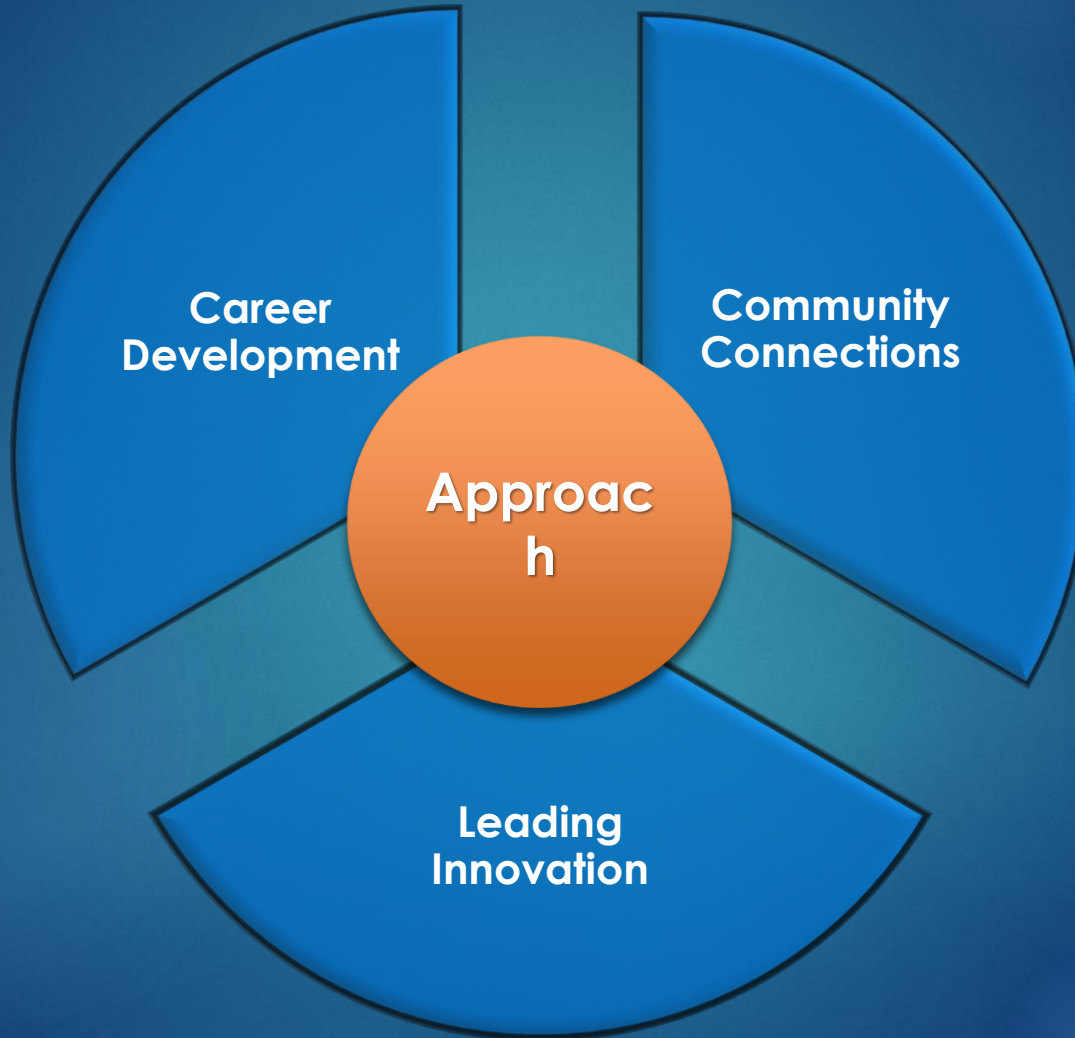 Career
Development
Community
Connections
Approac
h
Leading
Innovation